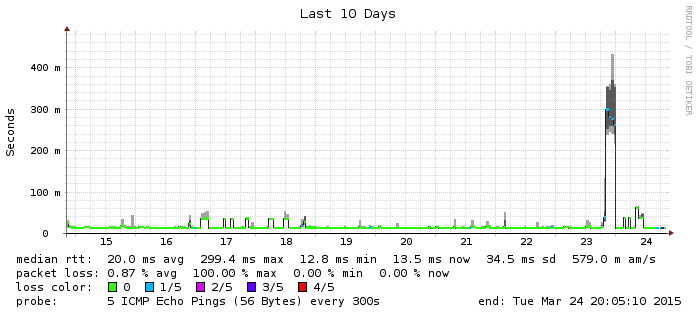 Last 10 Days
RRDTOOL / TOBI OETIKER
Seconds
400 m
300 m
200 m
100 m
0
15 16 17 18 19 20 21 22 23 24
median rtt: 20.0 ms avg 299.4 ms max 12.8 ms min 13.5 ms now 34.5 ms sd 579.0 m am/s
packet loss: 0.87 % avg 100.00 % max 0.00 % min 0.00 % now
loss color: 0 1/5 2/5 3/5 4/5
probe: 5 ICMP Echo Pings (56 Bytes) every 300s end: Tue Mar 24 20:05:10 2015